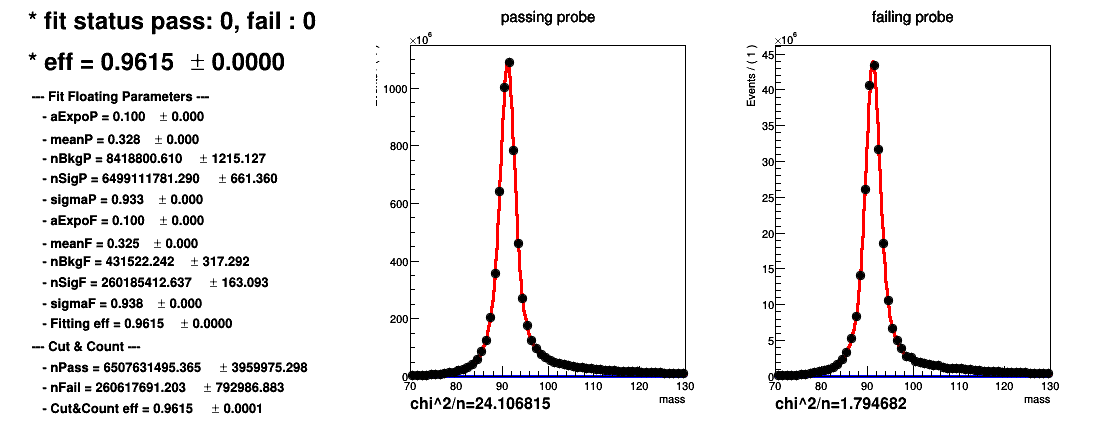 * fit status pass: 0, fail : 0
* eff = 0.9615 ± 0.0000
--- Fit Floating Parameters ---
- aExpoP = 0.100 ± 0.000
- meanP = 0.328 ± 0.000
- nBkgP = 8418800.610 ± 1215.127
- nSigP = 6499111781.290 ± 661.360
- sigmaP = 0.933 ± 0.000
- aExpoF = 0.100 ± 0.000
- meanF = 0.325 ± 0.000
- nBkgF = 431522.242 ± 317.292
- nSigF = 260185412.637 ± 163.093
- sigmaF = 0.938 ± 0.000
- Fitting eff = 0.9615 ± 0.0000
--- Cut & Count ---
- nPass = 6507631495.365 ± 3959975.298
- nFail = 260617691.203 ± 792986.883
- Cut&Count eff = 0.9615 ± 0.0001
passing probe
×10^6
1000
800
600
400
200
0
70 80 90 100 110 120 130
mass
chi^2/n=24.106815
failing probe
×10^6
Events / ( 1 )
45
40
35
30
25
20
15
10
5
0
70 80 90 100 110 120 130
mass
chi^2/n=1.794682